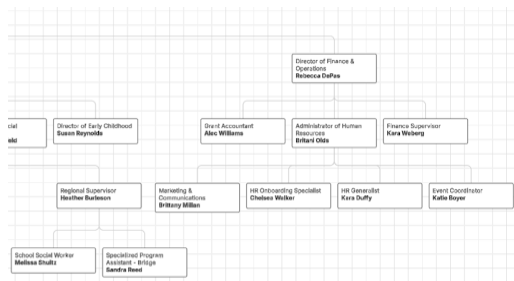 Director of Finance &
Operations
Rebecca DePaa
cial
eld
Director of Early Childhood
Susan Reynolds
Grant Accountant
Alec Williams
Administrator of Human
Resources
Britani Olds
Finance Supervisor
Kara Weberg
Regional Supervisor
Heather Burleson
Marketing &
Communications
Brittany Millan
HR Onboarding Specialist
Chelsea Walker
HR Generalist
Kara Duffy
Event Coordinator
Katie Boyer
School Social Worker
Melissa Shultz
Specialized Program
Assistant - Bridge
Sandra Reed